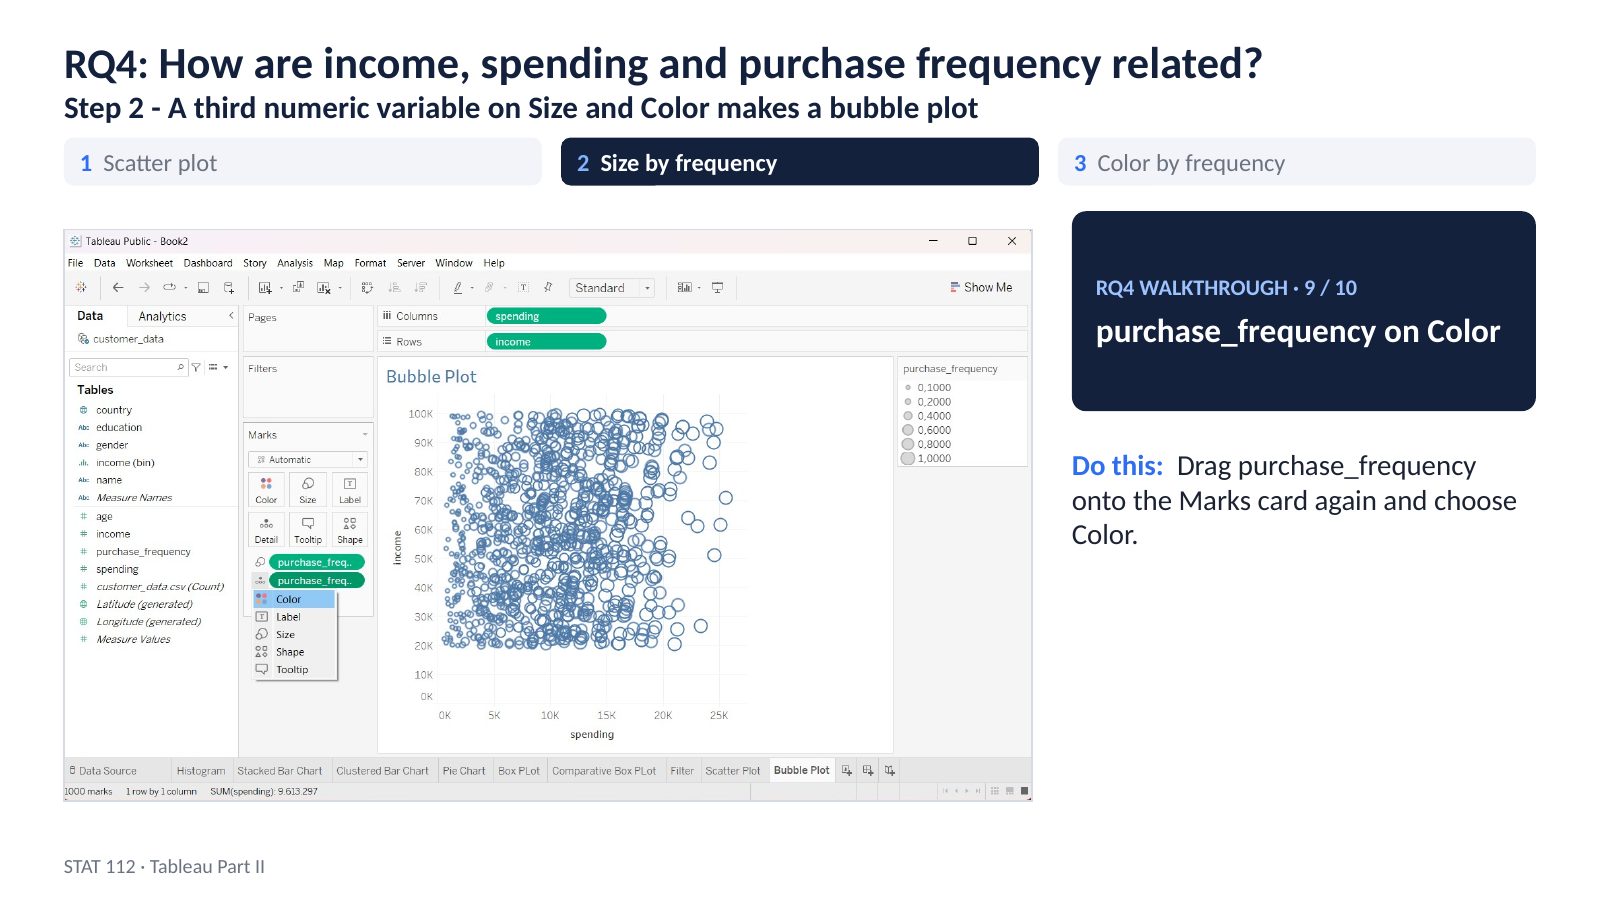 RQ4: How are income, spending and purchase frequency related?
Step 2 - A third numeric variable on Size and Color makes a bubble plot
1 Scatter plot
2 Size by frequency
3 Color by frequency
Tableau Public - Book2
File Data Worksheet Dashboard Story Analysis Map Format Server Window Help
Standard
Show Me
Data Analytics
customer_data
Search
Tables
country
Abc education
Abc gender
income (bin)
Abc name
Abc Measure Names
# age
# income
# purchase_frequency
# spending
# customer_data.csv (Count)
Latitude (generated)
Longitude (generated)
# Measure Values
Pages
Filters
Marks
Automatic
Color Size Label
Detail Tooltip Shape
purchase_freq..
purchase_freq..
Color
Label
Size
Shape
Tooltip
Columns spending
Rows income
Bubble Plot
income
100K
90K
80K
70K
60K
50K
40K
30K
20K
10K
0K
0K 5K 10K 15K 20K 25K
spending
purchase_frequency
0,1000
0,2000
0,4000
0,6000
0,8000
1,0000
Data Source Histogram Stacked Bar Chart Clustered Bar Chart Pie Chart Box PLot Comparative Box PLot Filter Scatter Plot Bubble Plot
1000 marks 1 row by 1 column SUM(spending): 9.613.297
RQ4 WALKTHROUGH · 9 / 10
purchase_frequency on Color
Do this: Drag purchase_frequency
onto the Marks card again and choose
Color.
STAT 112 · Tableau Part II